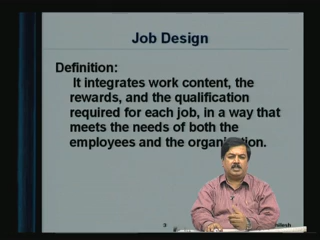 Job Design
Definition:
It integrates work content, the
rewards, and the qualification
required for each job, in a way that
meets the needs of both the
employees and the organisation.